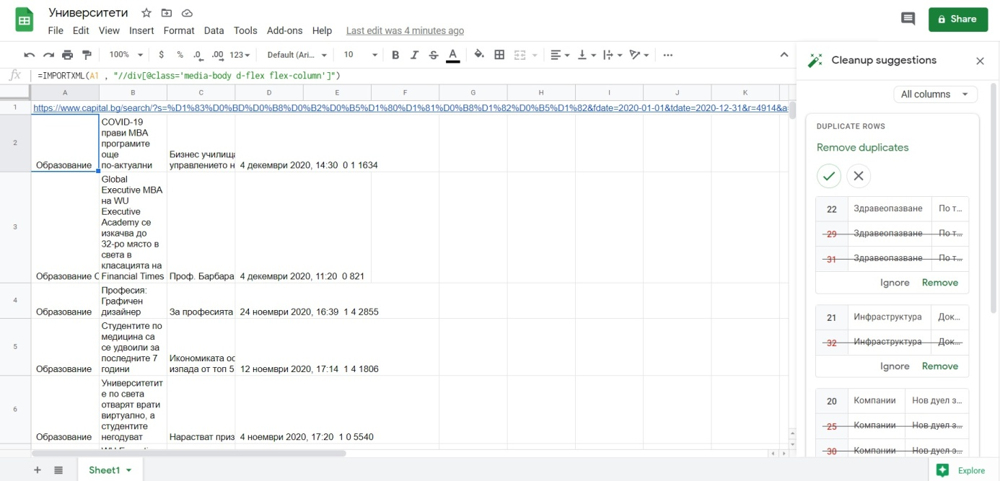 Университети
File Edit View Insert Format Data Tools Add-ons Help Last edit was 4 minutes ago
Share
100% $ % .0 .00 123 Default (Ari... 10 B I S A
fx =IMPORTXML(A1 , "//div[@class='media-body d-flex flex-column']")
A B C D E F G H I J K
1 https://www.capital.bg/search/?s=%D1%83%D0%BD%D0%B8%D0%B2%D0%B5%D1%80%D1%81%D0%B8%D1%82%D0%B5%D1%82&fdate=2020-01-01&tdate=2020-12-31&r=4914&a=
COVID-19
прави MBA
програмите
още
по-актуални
2
Бизнес училища
Образование
управлението н
4 декември 2020, 14:30 0 1 1634
Global
Executive MBA
на WU
Executive
Academy се
изкачва до
32-ро място в
света в
класацията на
Financial Times
3
Образование С
Проф. Барбара
4 декември 2020, 11:20 0 821
Професия:
Графичен
дизайнер
4
Образование
За професията
24 ноември 2020, 16:39 1 4 2855
Студентите по
медицина са
се удвоили за
последните 7
години
5
Образование
Икономиката ос
изпада от топ 5
12 ноември 2020, 17:14 1 4 1806
Университетит
е по света
отварят врати
виртуално, а
студентите
негодуват
6
Образование
Нарастват приз
4 ноември 2020, 17:20 1 0 5540
Cleanup suggestions
All columns
DUPLICATE ROWS
Remove duplicates
22 Здравеопазване По т...
29 Здравеопазване По т...
31 Здравеопазване По т...
Ignore Remove
21 Инфраструктура Док...
32 Инфраструктура Док...
Ignore Remove
20 Компании Нов дуел з...
25 Компании Нов дуел з...
30 Компании Нов дуел з...
Sheet1
Explore